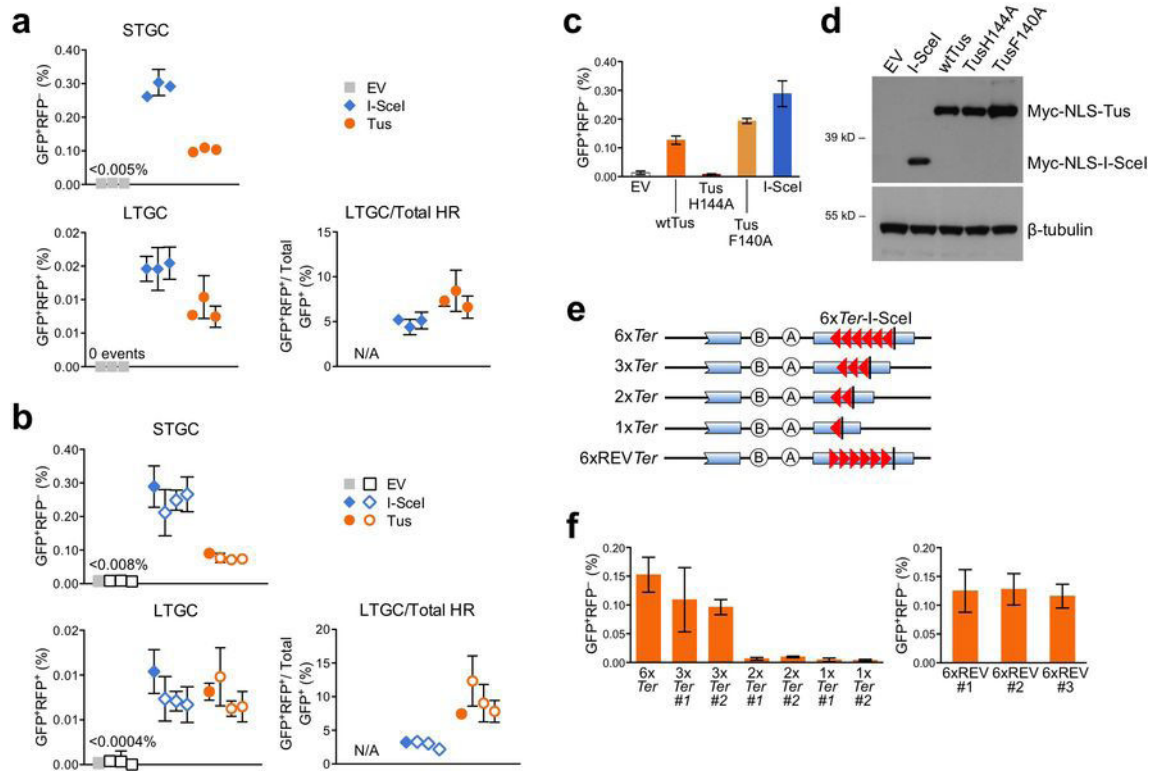 a
STGC
GFP+RFP− (%)
0.40
0.30
0.20
0.10
0.00
<0.005%
EV
I-SceI
Tus
LTGC
GFP+RFP+ (%)
0.02
0.02
0.01
0.01
0.00
0 events
LTGC/Total HR
GFP+RFP+/ Total
GFP+ (%)
15
10
5
0
N/A
b
STGC
GFP+RFP− (%)
0.40
0.30
0.20
0.10
0.00
<0.008%
EV
I-SceI
Tus
LTGC
GFP+RFP+ (%)
0.02
0.01
0.01
0.00
<0.0004%
LTGC/Total HR
GFP+RFP+/ Total
GFP+ (%)
20
15
10
5
0
N/A
c
GFP+RFP− (%)
0.40
0.30
0.20
0.10
0.00
EV
wtTus
Tus
H144A
Tus
F140A
I-SceI
d
EV
I-SceI
wtTus
TusH144A
TusF140A
39 kD –
55 kD –
Myc-NLS-Tus
Myc-NLS-I-SceI
β-tubulin
e
6xTer-I-SceI
6xTer
B A
3xTer
B A
2xTer
B A
1xTer
B A
6xREVTer
B A
f
GFP+RFP− (%)
0.20
0.15
0.10
0.05
0.00
6x
Ter
3x
Ter
#1
3x
Ter
#2
2x
Ter
#1
2x
Ter
#2
1x
Ter
#1
1x
Ter
#2
GFP+RFP− (%)
0.20
0.15
0.10
0.05
0.00
6xREV
#1
6xREV
#2
6xREV
#3